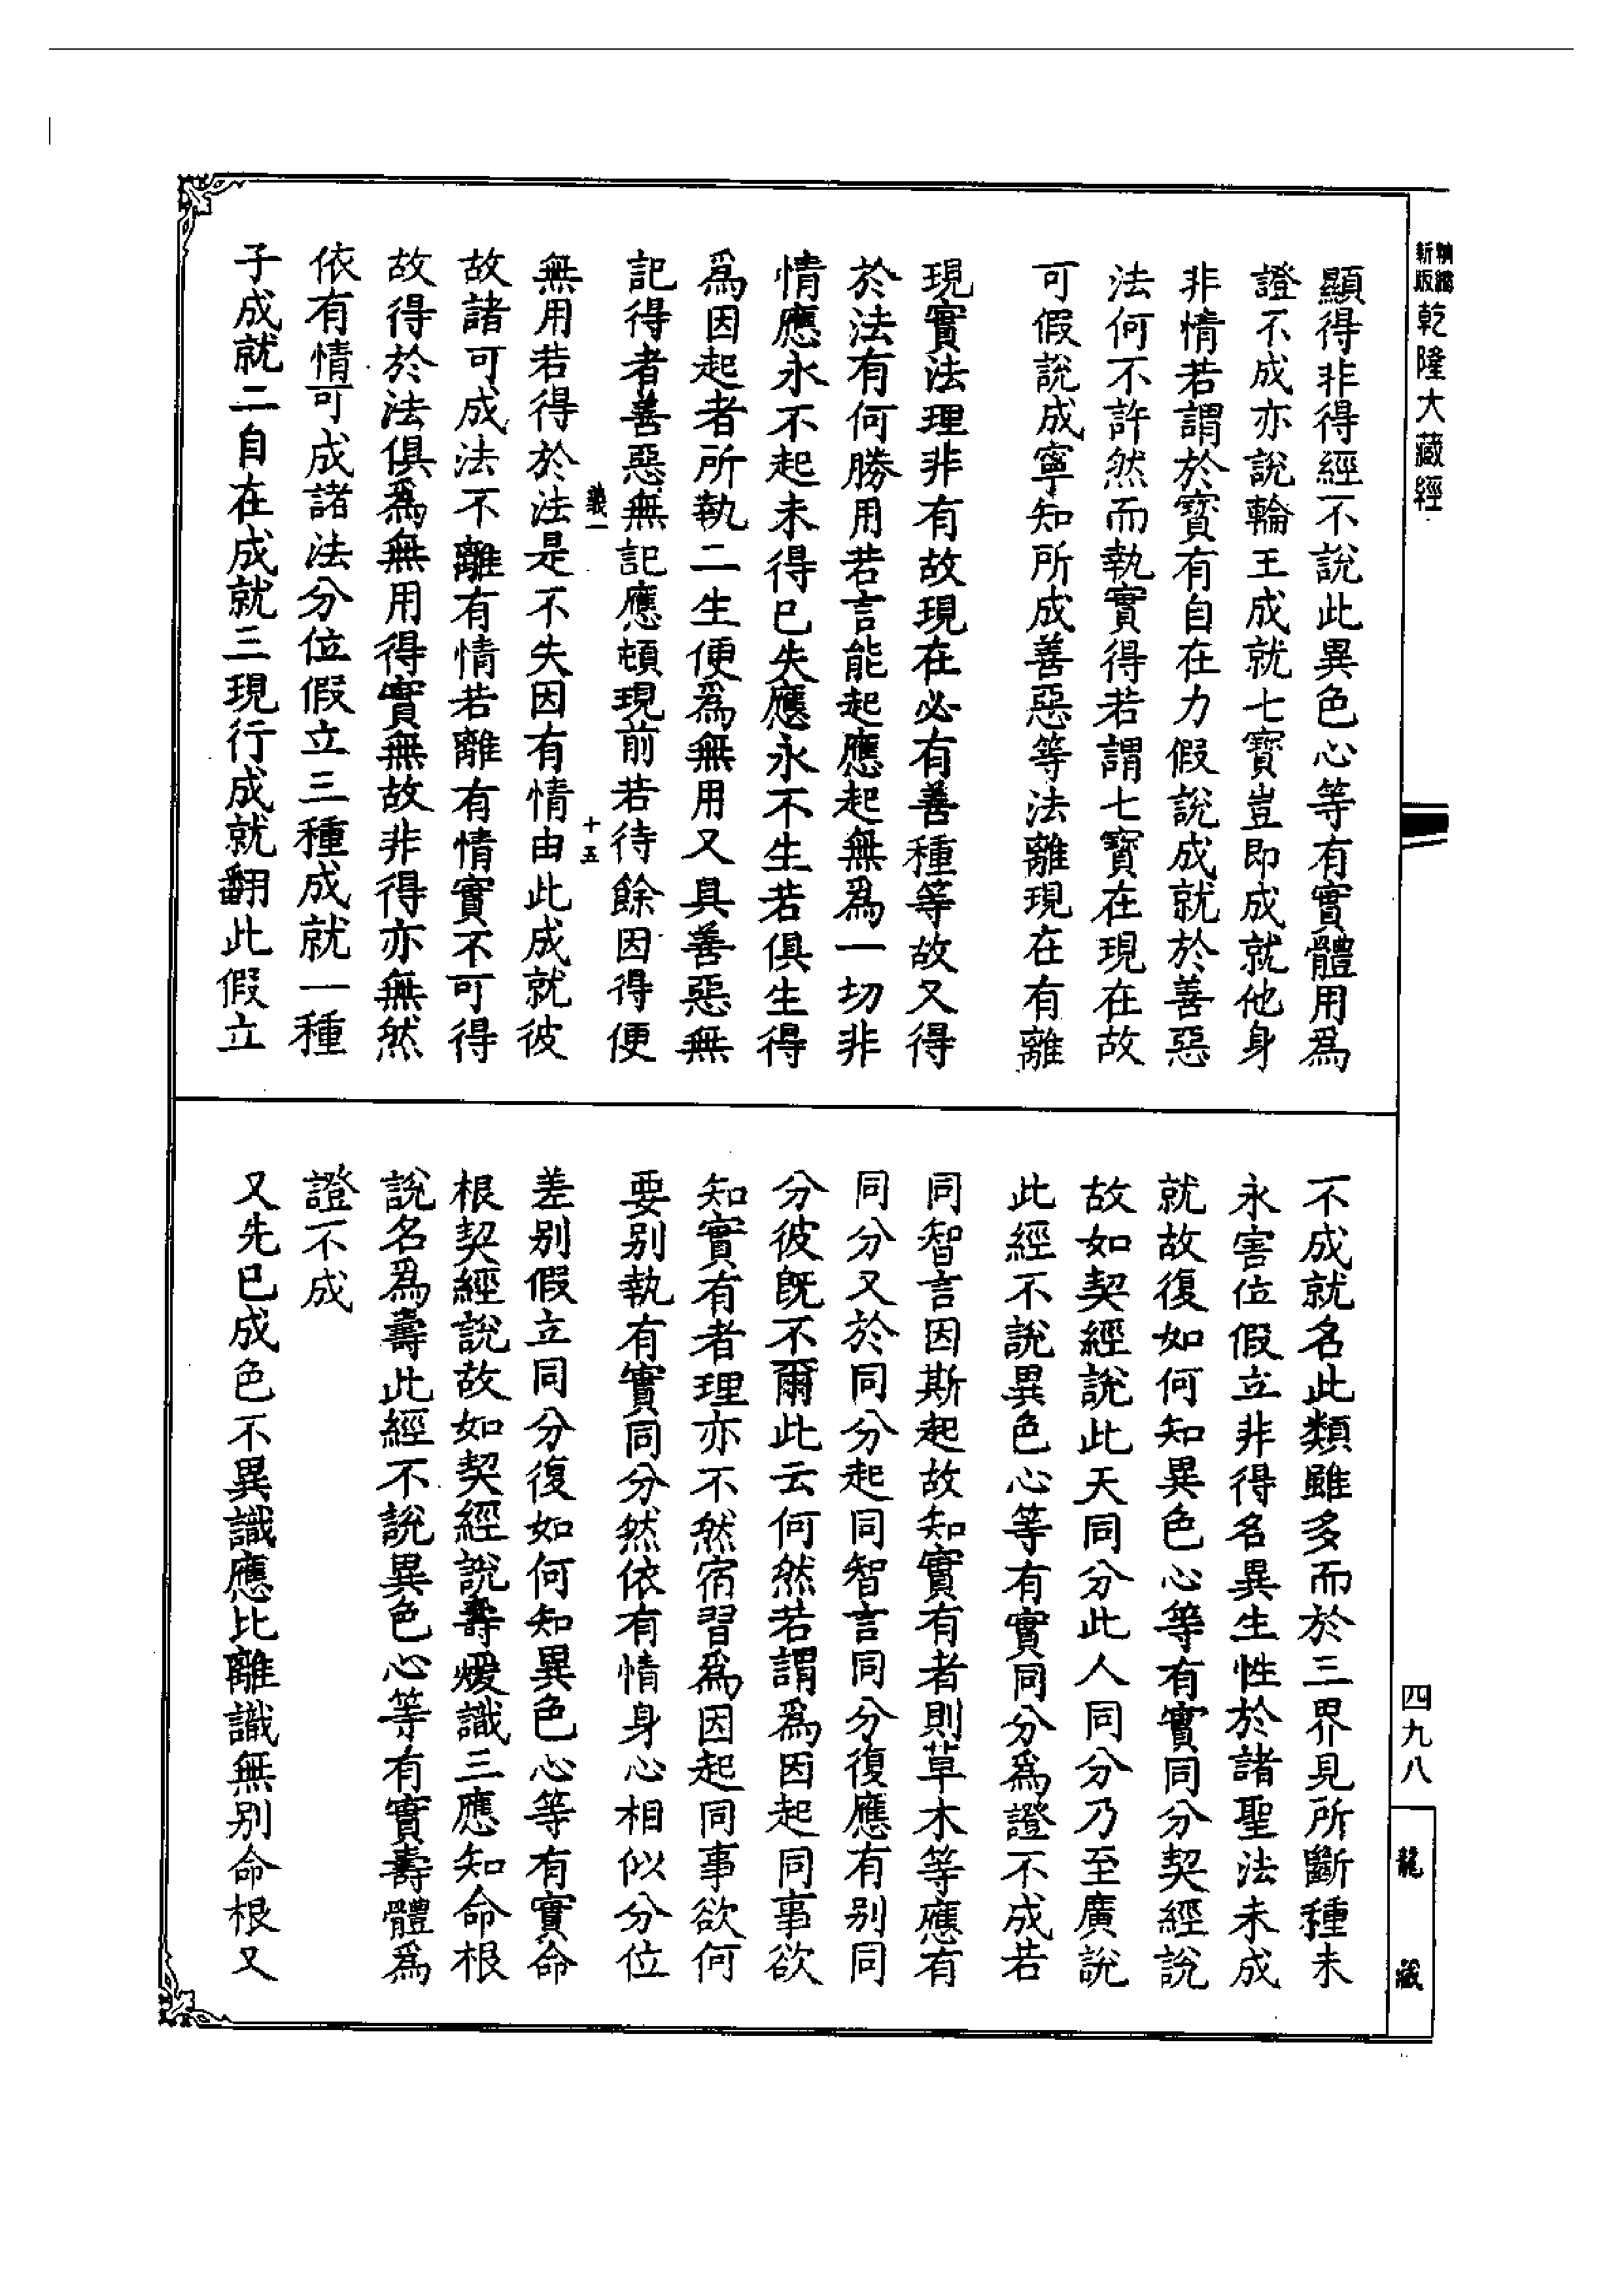 精繕
新版
乾隆大藏經
顯得非得經不說此異色心等有實體用爲
證不成亦說輪王成就七寶豈即成就他身
非情若謂於寶有自在力假說成就於善惡
法何不許然而執實得若謂七寶在現在故
可假說成寧知所成善惡等法離現在有離
現實法理非有故現在必有善種等故又得
於法有何勝用若言能起應起無爲一切非
情應永不起未得已失應永不生若俱生得
爲因起者所執二生便爲無用又具善惡無
記得者善惡無記應頓現前若待餘因得便
義一
十五
無用若得於法是不失因有情由此成就彼
故諸可成法不離有情若離有情實不可得
故得於法俱爲無用得實無故非得亦無然
依有情可成諸法分位假立三種成就一種
子成就二自在成就三現行成就翻此假立
不成就名此類雖多而於三界見所斷種未
永害位假立非得名異生性於諸聖法未成
就故復如何知異色心等有實同分契經說
故如契經說此天同分此人同分乃至廣說
此經不說異色心等有實同分爲證不成若
同智言因斯起故知實有者則草木等應有
同分又於同分起同智言同分復應有别同
分彼旣不爾此云何然若謂爲因起同事欲
知實有者理亦不然宿習爲因起同事欲何
要别執有實同分然依有情身心相似分位
差别假立同分復如何知異色心等有實命
根契經說故如契經說壽煖識三應知命根
說名爲壽此經不說異色心等有實壽體爲
證不成
又先已成色不異識應比離識無别命根又
四九八
龍藏